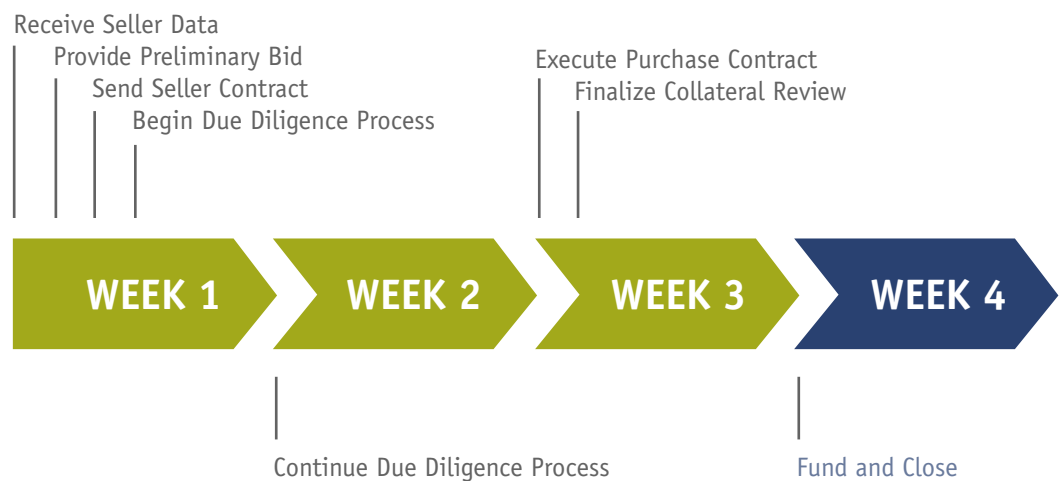 Receive Seller Data
Provide Preliminary Bid
Send Seller Contract
Begin Due Diligence Process
Execute Purchase Contract
Finalize Collateral Review
WEEK 1
WEEK 2
WEEK 3
WEEK 4
Continue Due Diligence Process
Fund and Close